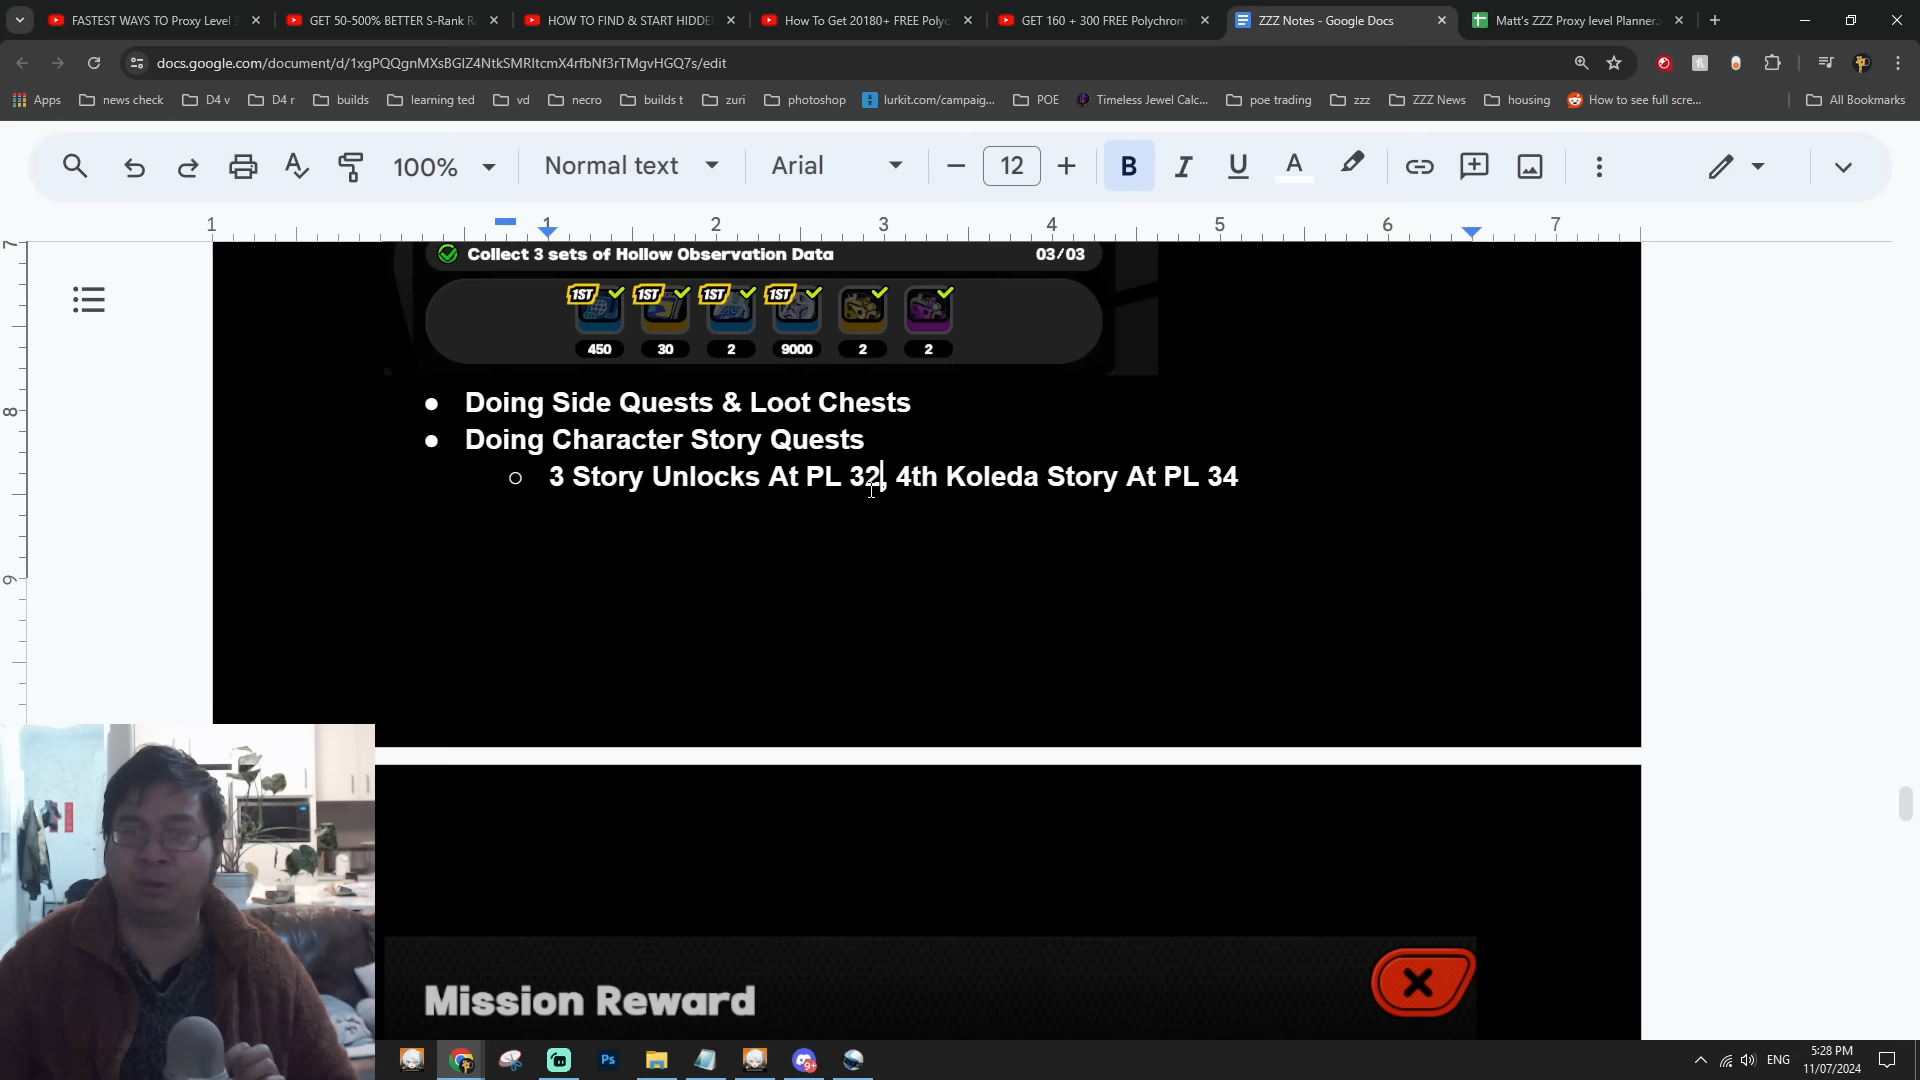 FASTEST WAYS TO Proxy Level 3
GET 50-500% BETTER S-Rank R
HOW TO FIND & START HIDDE
How To Get 20180+ FREE Polyc
GET 160 + 300 FREE Polychrom
ZZZ Notes - Google Docs
Matt's ZZZ Proxy level Planner
docs.google.com/document/d/1xgPQQgnMXsBGIZ4NtkSMRItcmX4rfbNf3rTMgvHGQ7s/edit
Apps
news check
D4 v
D4 r
builds
learning ted
vd
necro
builds t
zuri
photoshop
lurkit.com/campaig...
POE
Timeless Jewel Calc...
poe trading
zzz
ZZZ News
housing
How to see full scre...
All Bookmarks
100%
Normal text
Arial
12
B
I
U
A
1 1 2 3 4 5 6 7
7
8
9
Collect 3 sets of Hollow Observation Data 03/03
1ST 1ST 1ST 1ST
450 30 2 9000 2 2
● Doing Side Quests & Loot Chests
● Doing Character Story Quests
○ 3 Story Unlocks At PL 32, 4th Koleda Story At PL 34
Mission Reward
Ps
9+
ENG
5:28 PM
11/07/2024